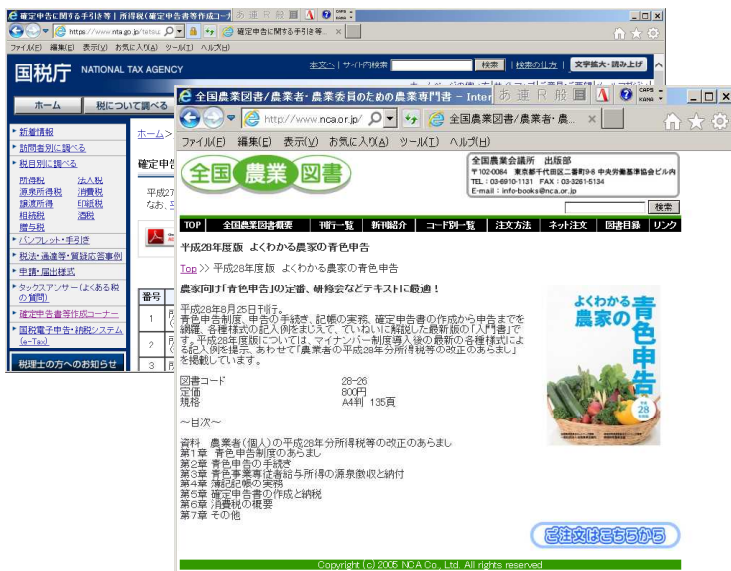 確定申告に関する手引き等｜所得税(確定申告書等作成コーナ
あ 連 R 般
CAPS
KANA
https://www.nta.go.jp/tetsu
確定申告に関する手引き等...
ファイル(F) 編集(E) 表示(V) お気に入り(A) ツール(T) ヘルプ(H)
国税庁 NATIONAL TAX AGENCY
本文へ｜サイト内検索 検索 ｜検索の仕方｜ 文字拡大・読み上げ
ホーム 税について調べる
新着情報
訪問者別に調べる
税目別に調べる
所得税 法人税
源泉所得税 消費税
譲渡所得 印紙税
相続税 酒税
贈与税
パンフレット・手引き
税法・通達等・質疑応答事例
申請・届出様式
タックスアンサー(よくある税の質問)
確定申告書等作成コーナー
国税電子申告・納税システム(e-Tax)
税理士の方へのお知らせ
ホーム>
確定申告
平成27
なお、
番号
1
2
3
全国農業図書/農業者・農業委員のための農業専門書 - Inter
あ 連 R 般
CAPS
KANA
http://www.nca.or.jp/
全国農業図書/農業者・農...
ファイル(F) 編集(E) 表示(V) お気に入り(A) ツール(T) ヘルプ(H)
全国 農業 図書
全国農業会議所 出版部
〒102-0084 東京都千代田区二番町9-8 中央労働基準協会ビル内
TEL：03-6910-1131 FAX：03-3261-5134
E-mail：info-books@nca.or.jp
検索
TOP 全国農業図書概要 刊行一覧 新刊紹介 コード別一覧 注文方法 ネット注文 図書目録 リンク
平成28年度版 よくわかる農家の青色申告
Top >> 平成28年度版 よくわかる農家の青色申告
農家向け「青色申告」の定番、研修会などテキストに最適！
平成28年8月25日刊行。
青色申告制度、申告の手続き、記帳の実務、確定申告書の作成から申告までを
網羅、各種様式の記入例をまじえて、ていねいに解説した最新版の「入門書」で
す。平成28年度版については、マイナンバー制度導入後の最新の各種様式によ
る記入例を提示、あわせて「農業者の平成28年分所得税等の改正のあらまし」
を掲載しています。
図書コード 28-26
定価 800円
規格 A4判 135頁
～目次～
資料 農業者(個人)の平成28年分所得税等の改正のあらまし
第1章 青色申告制度のあらまし
第2章 青色申告の手続き
第3章 青色事業専従者給与所得の源泉徴収と納付
第4章 簿記記帳の実務
第5章 確定申告書の作成と納税
第6章 消費税の概要
第7章 その他
よくわかる
農家の
青色申告
平成
28
年度版
ご注文はこちらから
Copyright (c) 2005 NCA Co., Ltd. All rights reserved